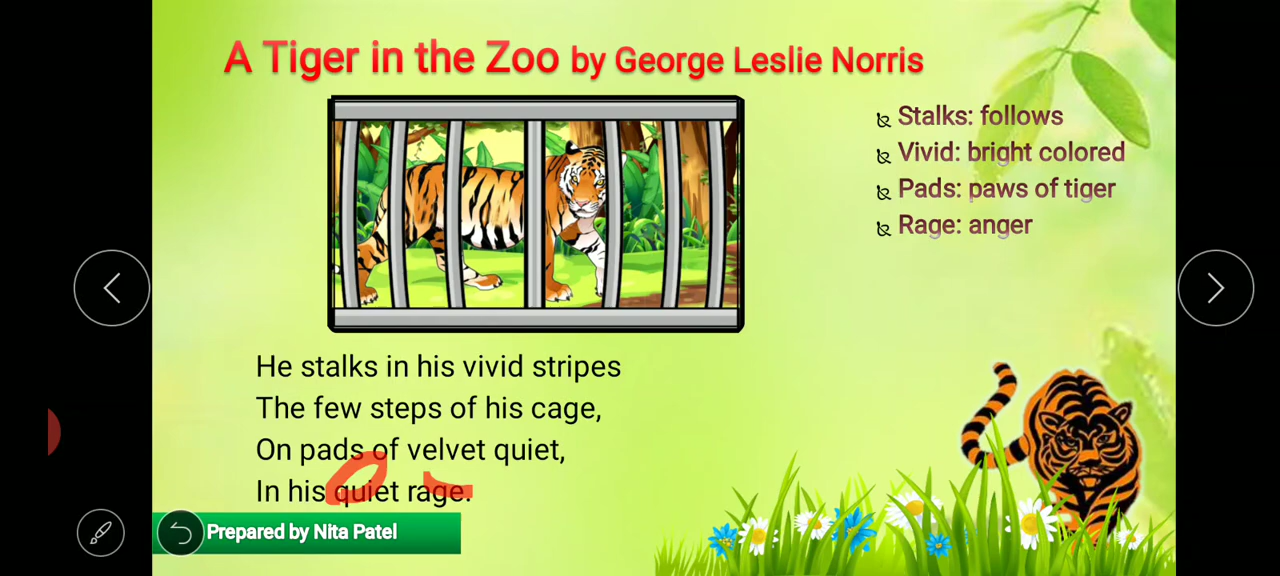 A Tiger in the Zoo by George Leslie Norris
Stalks: follows
Vivid: bright colored
Pads: paws of tiger
Rage: anger
He stalks in his vivid stripes
The few steps of his cage,
On pads of velvet quiet,
In his quiet rage.
Prepared by Nita Patel